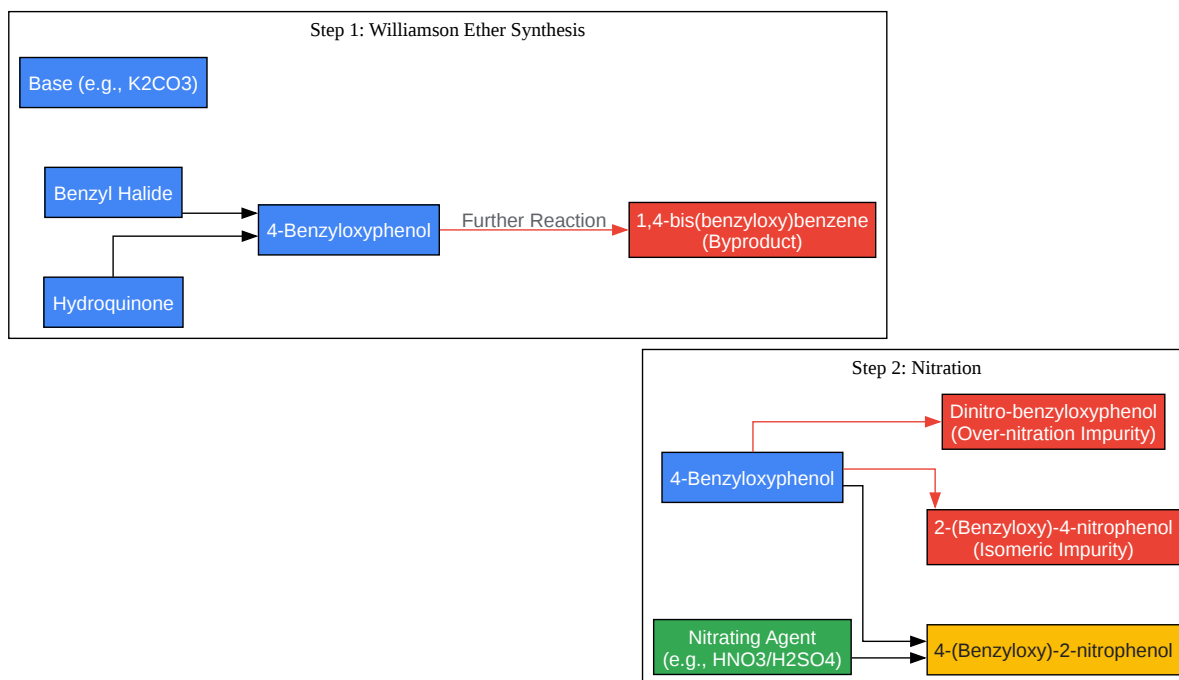 Step 1: Williamson Ether Synthesis
Base (e.g., K2CO3)
Benzyl Halide
4-Benzyloxyphenol
Further Reaction
1,4-bis(benzyloxy)benzene
(Byproduct)
Hydroquinone
Step 2: Nitration
Dinitro-benzyloxyphenol
(Over-nitration Impurity)
4-Benzyloxyphenol
2-(Benzyloxy)-4-nitrophenol
(Isomeric Impurity)
Nitrating Agent
(e.g., HNO3/H2SO4)
4-(Benzyloxy)-2-nitrophenol